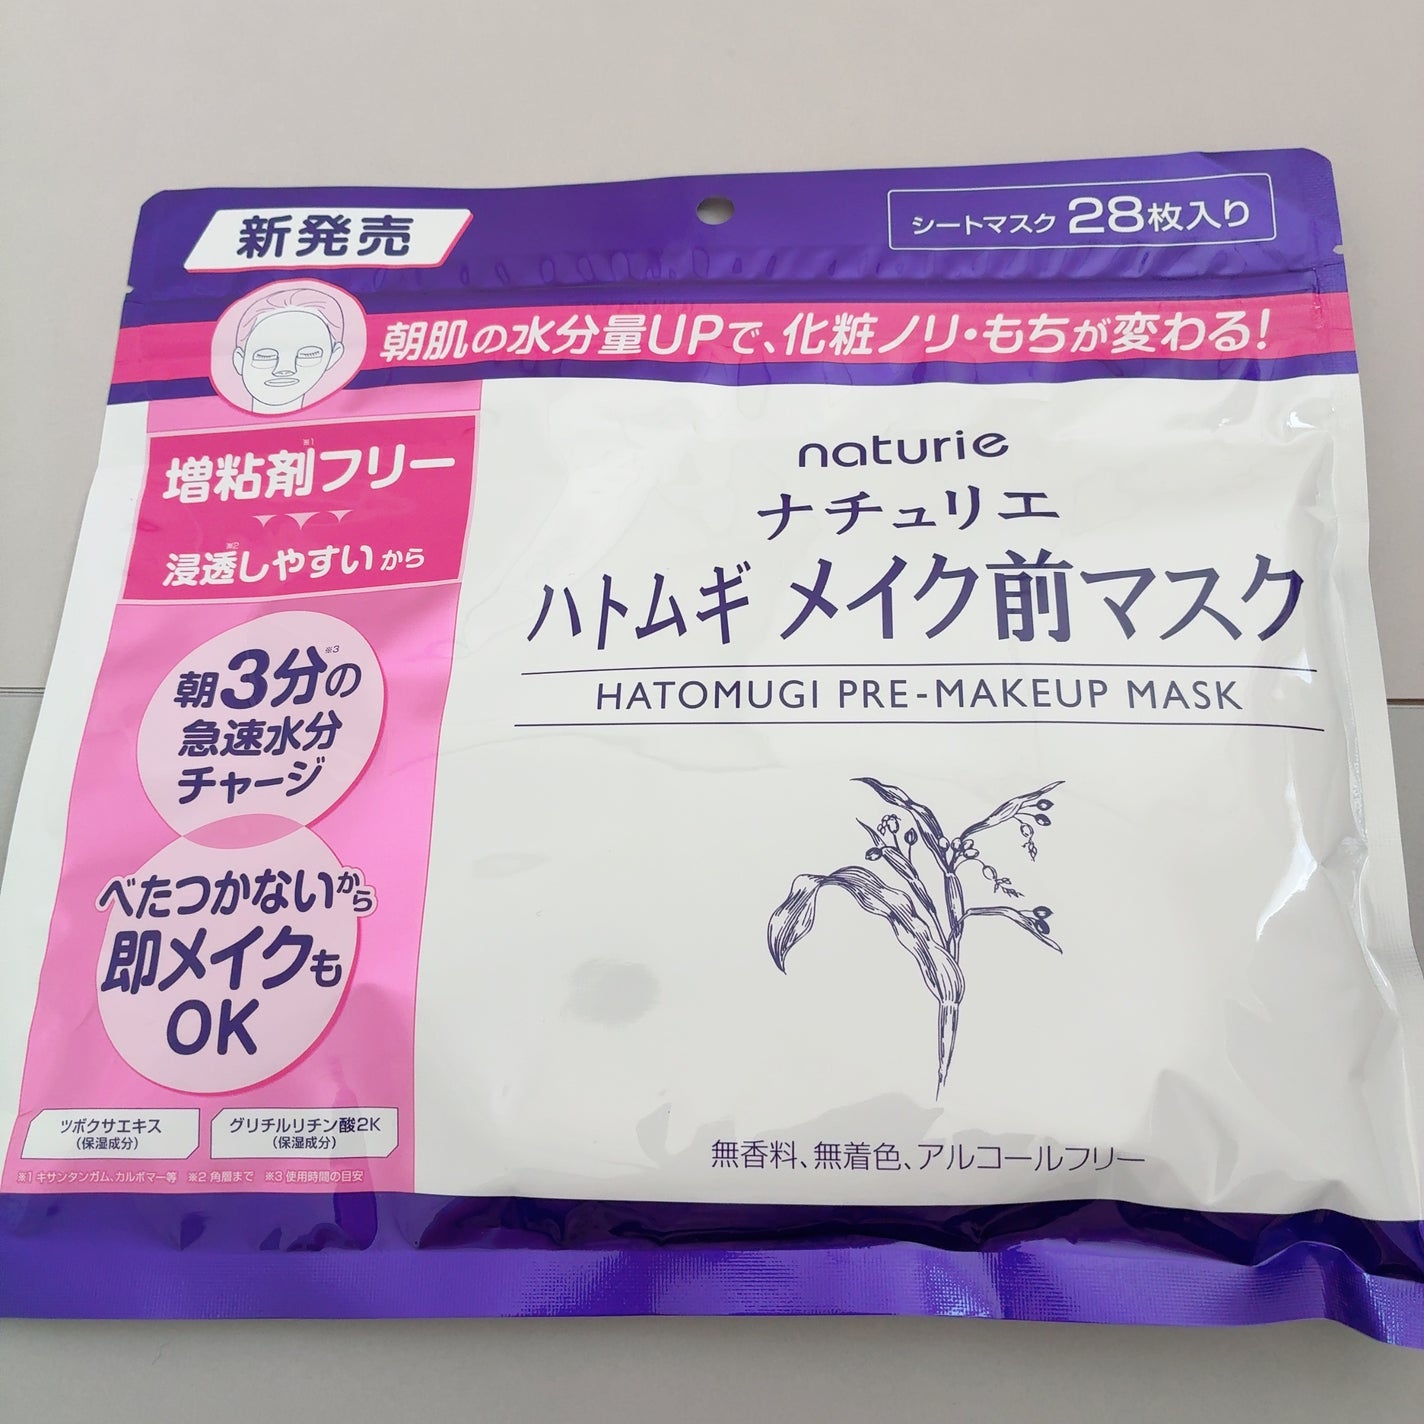 新発売
シートマスク 28枚入り
朝肌の水分量UPで、化粧ノリ・もちが変わる!
増粘剤フリー※1
浸透※2しやすいから
朝3分の※3
急速水分
チャージ
べたつかないから
即メイクも
OK
ツボクサエキス
(保湿成分)
グリチルリチン酸2K
(保湿成分)
※1 キサンタンガム、カルボマー等 ※2 角層まで ※3 使用時間の目安
naturie
ナチュリエ
ハトムギ メイク前マスク
HATOMUGI PRE-MAKEUP MASK
無香料、無着色、アルコールフリー